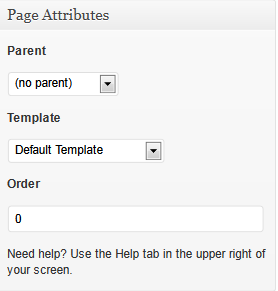 Page Attributes
Parent
(no parent)
Template
Default Template
Order
0
Need help? Use the Help tab in the upper right of
your screen.